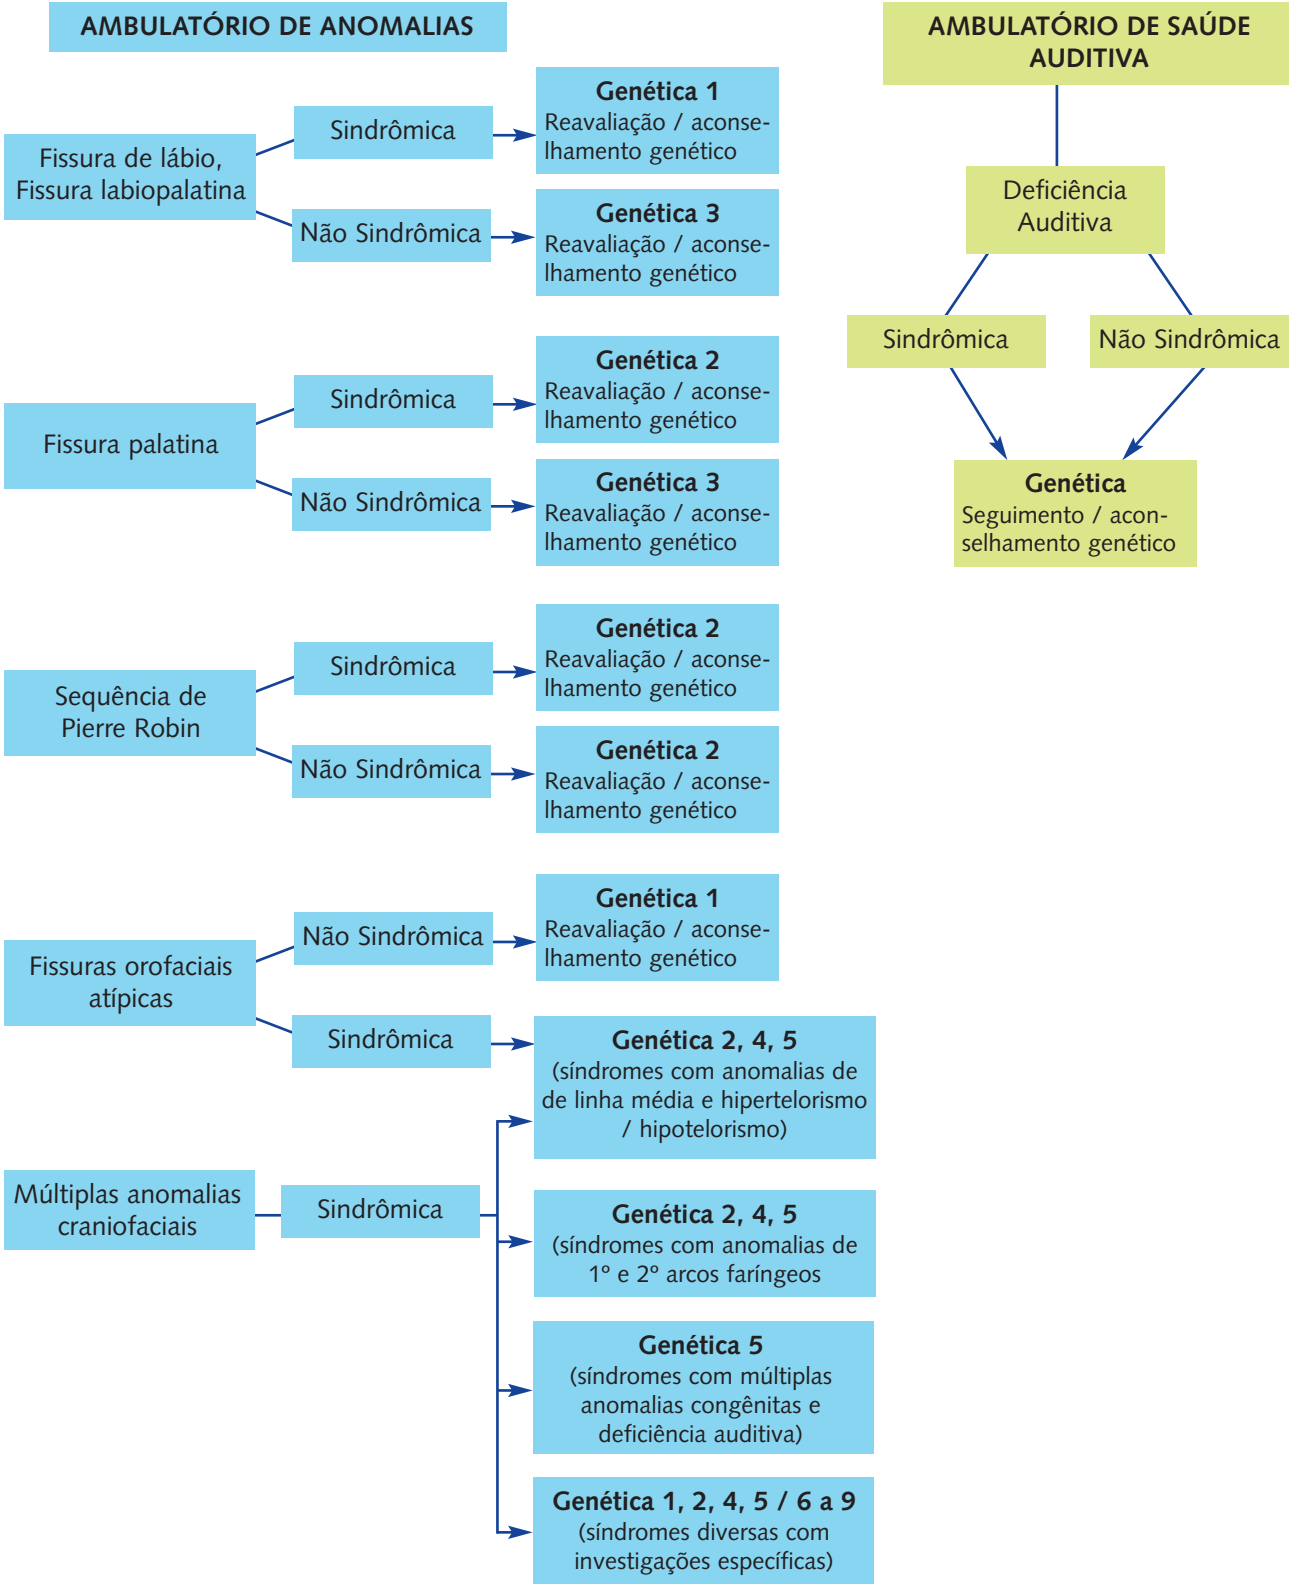 AMBULATÓRIO DE ANOMALIAS
Fissura de lábio,
Fissura labiopalatina
Sindrômica
Genética 1
Reavaliação / aconse-
lhamento genético
Não Sindrômica
Genética 3
Reavaliação / aconse-
lhamento genético
Fissura palatina
Sindrômica
Genética 2
Reavaliação / aconse-
lhamento genético
Não Sindrômica
Genética 3
Reavaliação / aconse-
lhamento genético
Sequência de
Pierre Robin
Sindrômica
Genética 2
Reavaliação / aconse-
lhamento genético
Não Sindrômica
Genética 2
Reavaliação / aconse-
lhamento genético
Fissuras orofaciais
atípicas
Não Sindrômica
Genética 1
Reavaliação / aconse-
lhamento genético
Sindrômica
Genética 2, 4, 5
(síndromes com anomalias de
de linha média e hipertelorismo
/ hipotelorismo)
Múltiplas anomalias
craniofaciais
Sindrômica
Genética 2, 4, 5
(síndromes com anomalias de
1º e 2º arcos faríngeos
Genética 5
(síndromes com múltiplas
anomalias congênitas e
deficiência auditiva)
Genética 1, 2, 4, 5 / 6 a 9
(síndromes diversas com
investigações específicas)
AMBULATÓRIO DE SAÚDE
AUDITIVA
Deficiência
Auditiva
Sindrômica
Não Sindrômica
Genética
Seguimento / acon-
selhamento genético